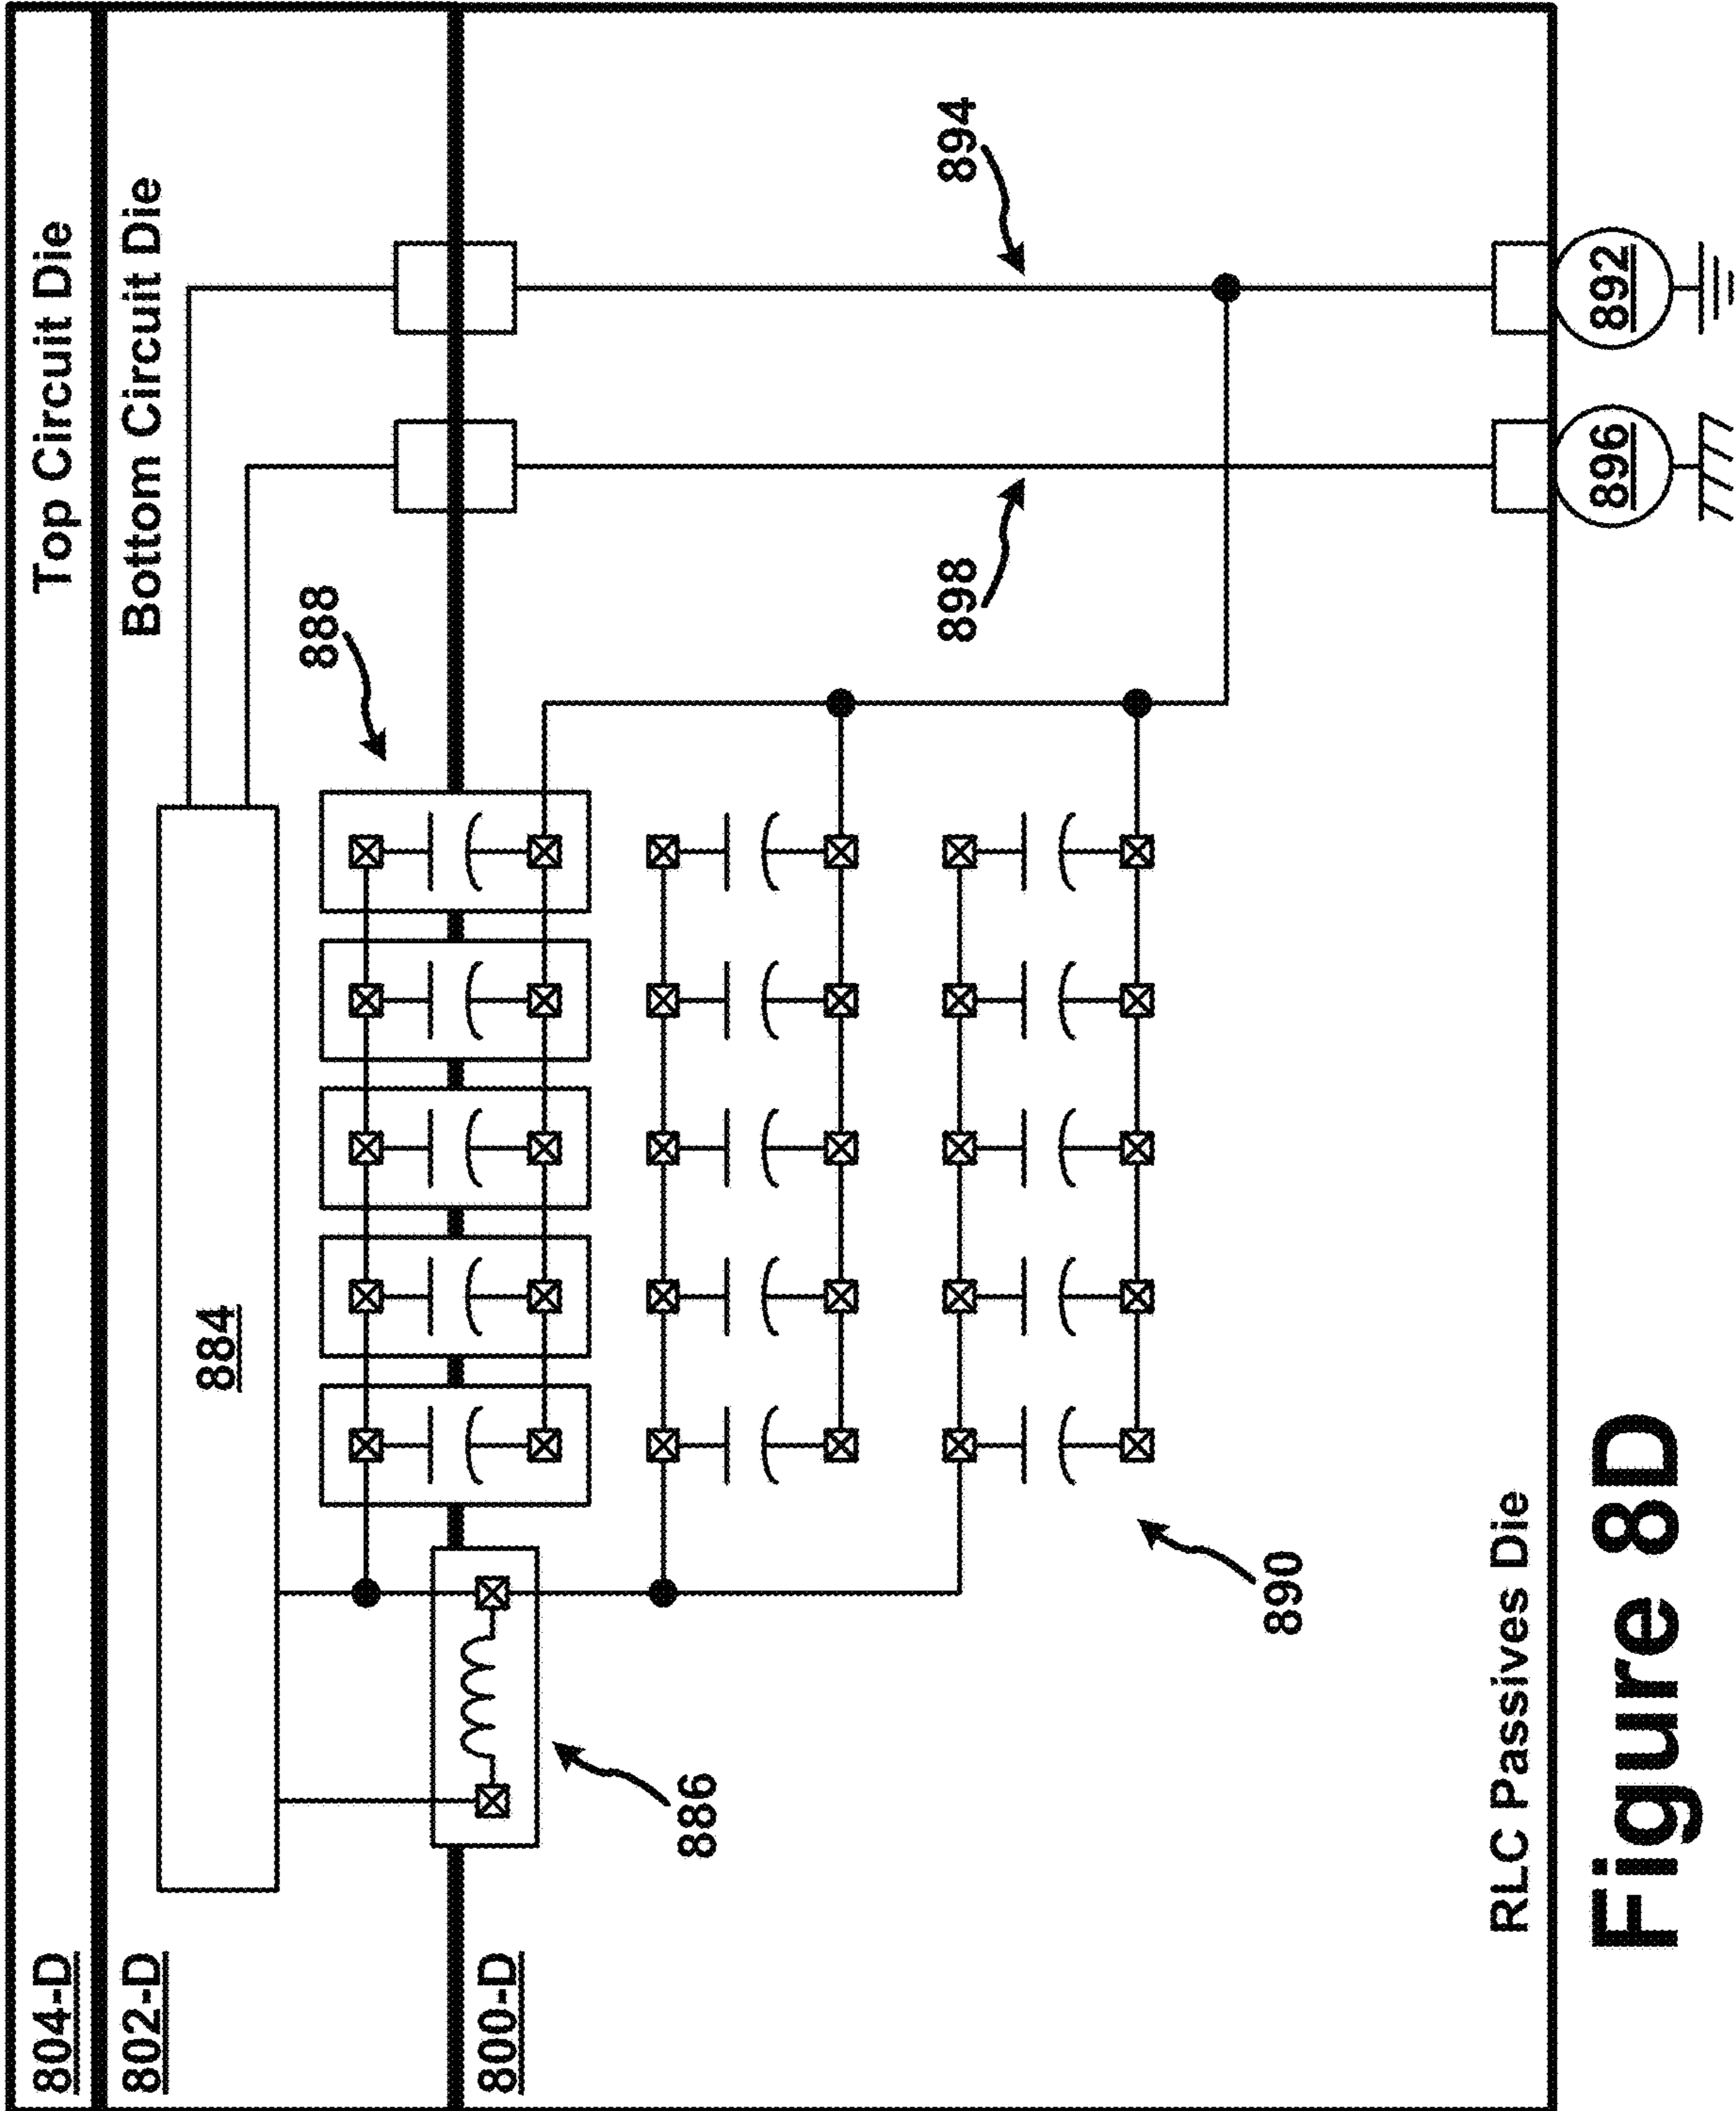 804-D
Top Circuit Die
802-D
Bottom Circuit Die
884
888
800-D
886
894
898
890
RLC Passives Die
896
892
Figure 8D